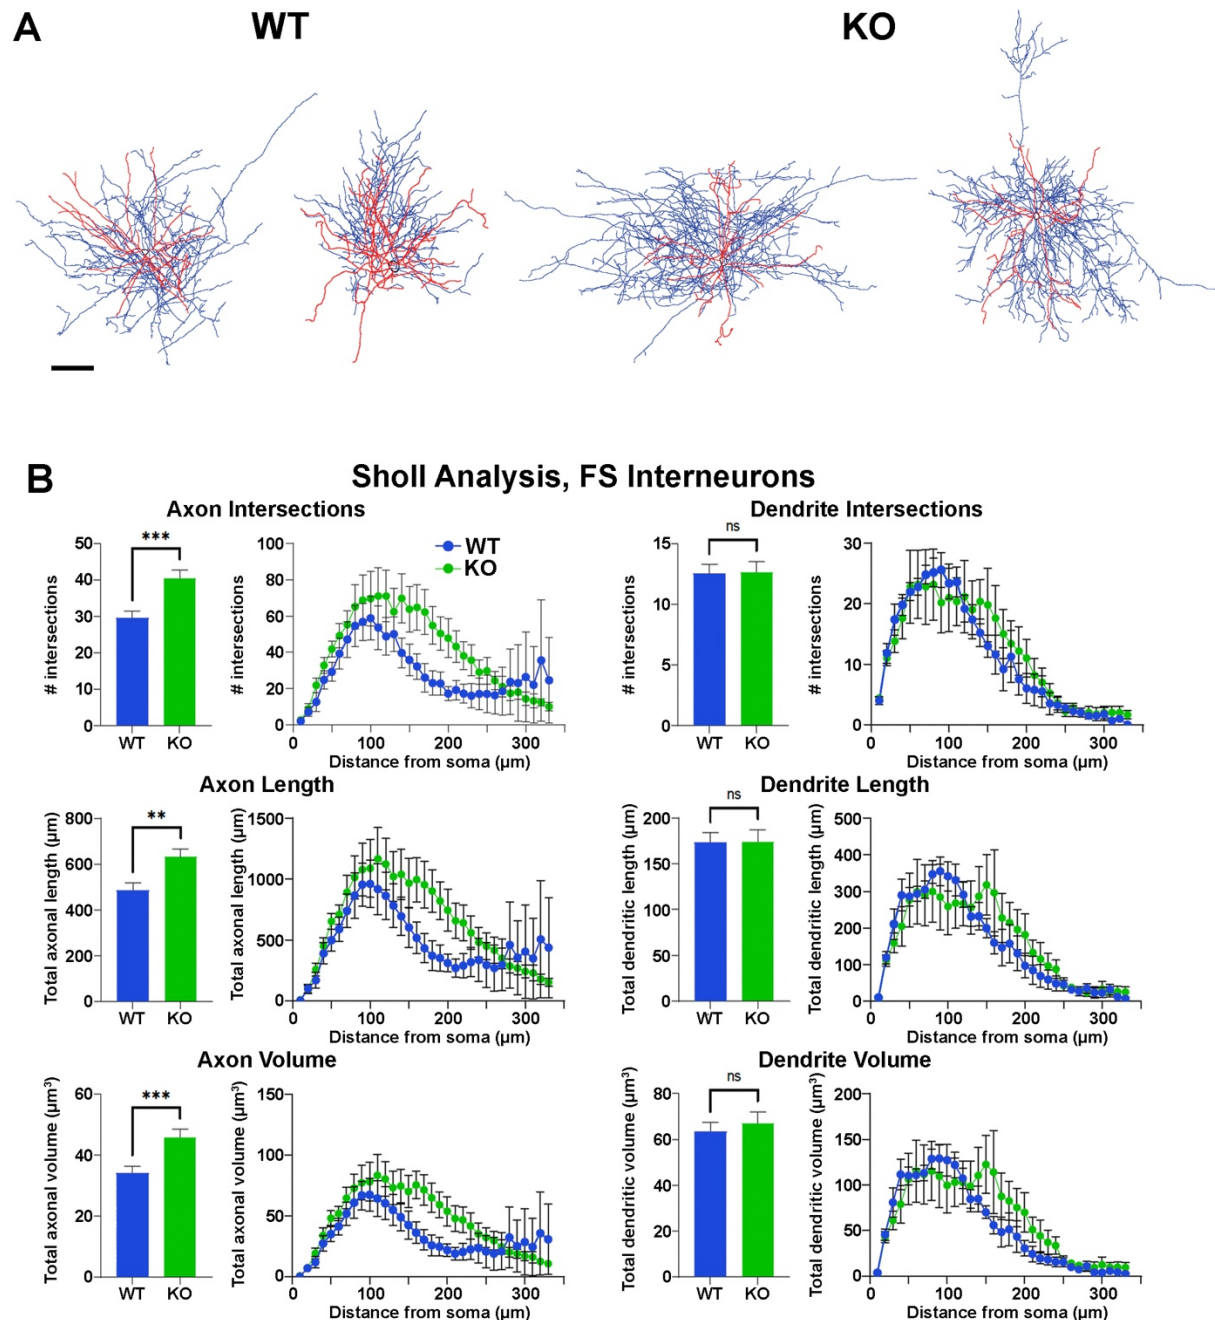 A
WT
KO
B
Sholl Analysis, FS Interneurons
Axon Intersections
# intersections
50
40
30
20
10
0
***
WT
KO
# intersections
100
80
60
40
20
0
WT
KO
0
100
200
300
Distance from soma (µm)
Dendrite Intersections
# intersections
15
10
5
0
ns
WT
KO
# intersections
30
20
10
0
0
100
200
300
Distance from soma (µm)
Axon Length
Total axonal length (µm)
800
600
400
200
0
**
WT
KO
Total axonal length (µm)
1500
1000
500
0
0
100
200
300
Distance from soma (µm)
Dendrite Length
Total dendritic length (µm)
200
150
100
50
0
ns
WT
KO
Total dendritic length (µm)
500
400
300
200
100
0
0
100
200
300
Distance from soma (µm)
Axon Volume
Total axonal volume (µm³)
60
40
20
0
***
WT
KO
Total axonal volume (µm³)
150
100
50
0
0
100
200
300
Distance from soma (µm)
Dendrite Volume
Total dendritic volume (µm³)
80
60
40
20
0
ns
WT
KO
Total dendritic volume (µm³)
200
150
100
50
0
0
100
200
300
Distance from soma (µm)